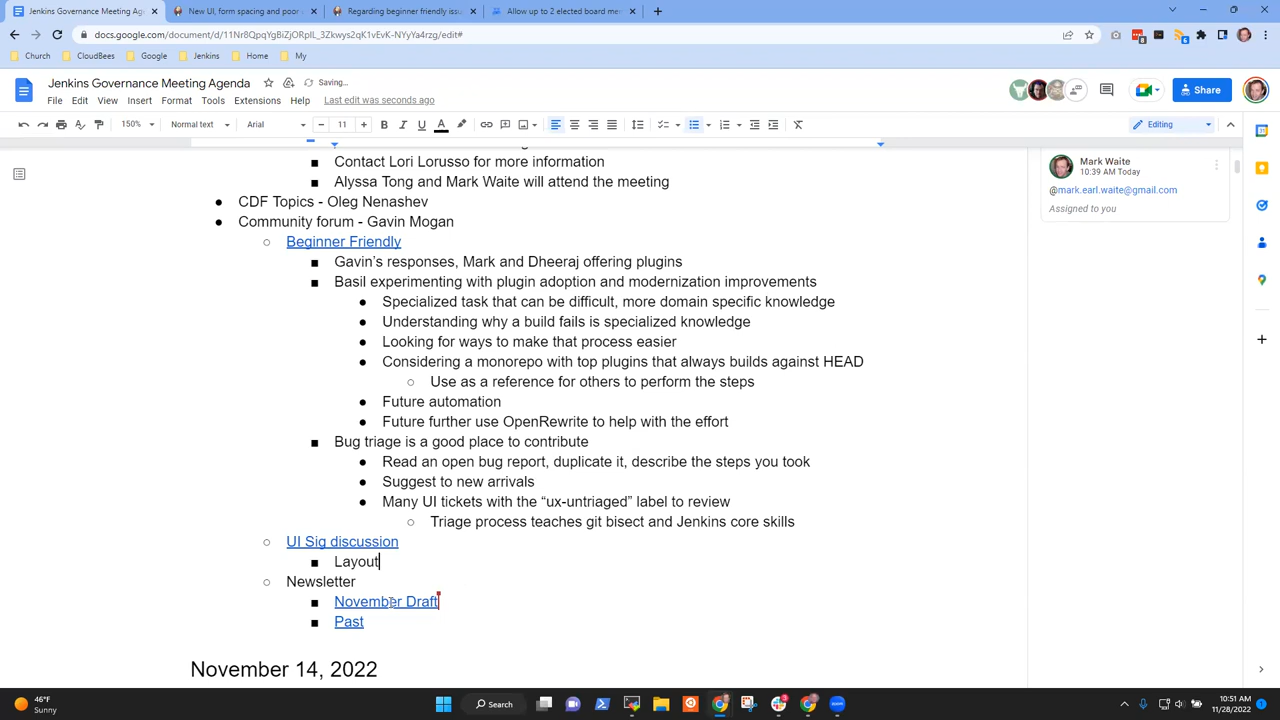 Jenkins Governance Meeting Agenda
New UI, form spacing and poor
Regarding beginner friendly issu
Allow up to 2 elected board mem
docs.google.com/document/d/11Nr8QpqYgBiZjORpIL_3Zkwys2qK1vEvK-NYyYa4rzg/edit#
Church
CloudBees
Google
Jenkins
Home
My
Jenkins Governance Meeting Agenda
Saving...
File Edit View Insert Format Tools Extensions Help
Last edit was seconds ago
Share
150%
Normal text
Arial
11
Editing
Contact Lori Lorusso for more information
Alyssa Tong and Mark Waite will attend the meeting
CDF Topics - Oleg Nenashev
Community forum - Gavin Mogan
Beginner Friendly
Gavin's responses, Mark and Dheeraj offering plugins
Basil experimenting with plugin adoption and modernization improvements
Specialized task that can be difficult, more domain specific knowledge
Understanding why a build fails is specialized knowledge
Looking for ways to make that process easier
Considering a monorepo with top plugins that always builds against HEAD
Use as a reference for others to perform the steps
Future automation
Future further use OpenRewrite to help with the effort
Bug triage is a good place to contribute
Read an open bug report, duplicate it, describe the steps you took
Suggest to new arrivals
Many UI tickets with the “ux-untriaged” label to review
Triage process teaches git bisect and Jenkins core skills
UI Sig discussion
Layout
Newsletter
November Draft
Past
November 14, 2022
Mark Waite
10:39 AM Today
@mark.earl.waite@gmail.com
Assigned to you
46°F
Sunny
Search
10:51 AM
11/28/2022